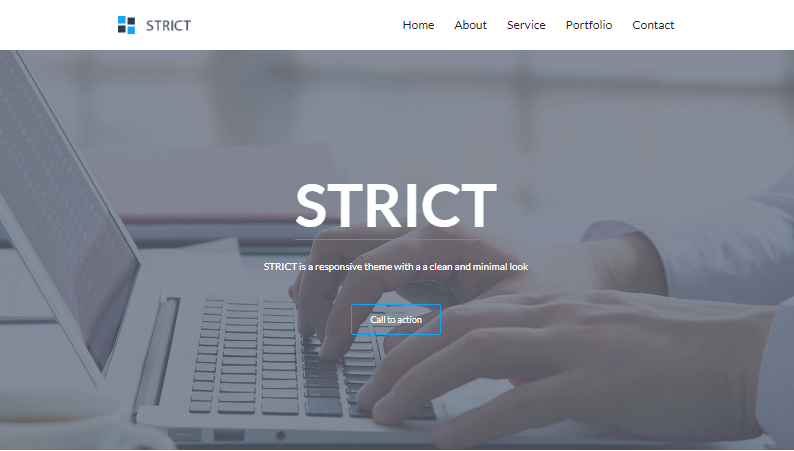 STRICT
Home About Service Portfolio Contact
STRICT
STRICT is a responsive theme with a a clean and minimal look
Call to action